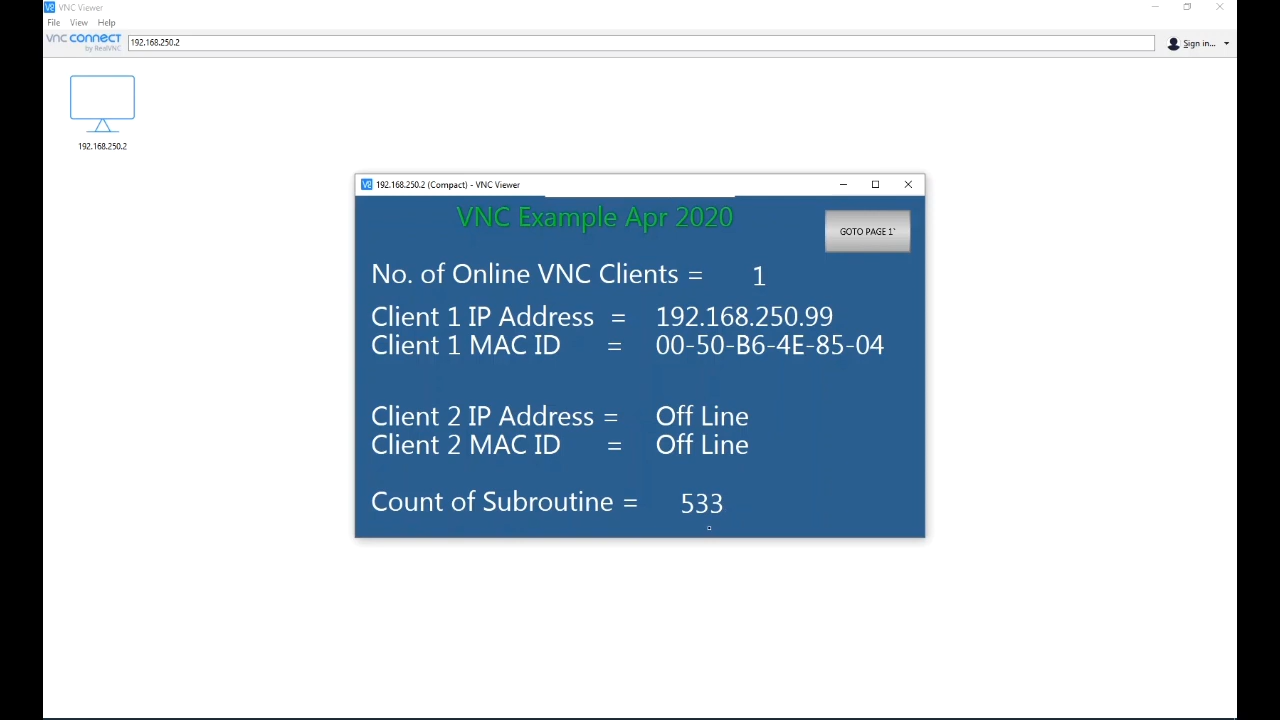 VNC Viewer
File View Help
vnc connect
by RealVNC
192.168.250.2
Sign in...
192.168.250.2
192.168.250.2 (Compact) - VNC Viewer
VNC Example Apr 2020
GOTO PAGE 1`
No. of Online VNC Clients = 1
Client 1 IP Address = 192.168.250.99
Client 1 MAC ID = 00-50-B6-4E-85-04
Client 2 IP Address = Off Line
Client 2 MAC ID = Off Line
Count of Subroutine = 533